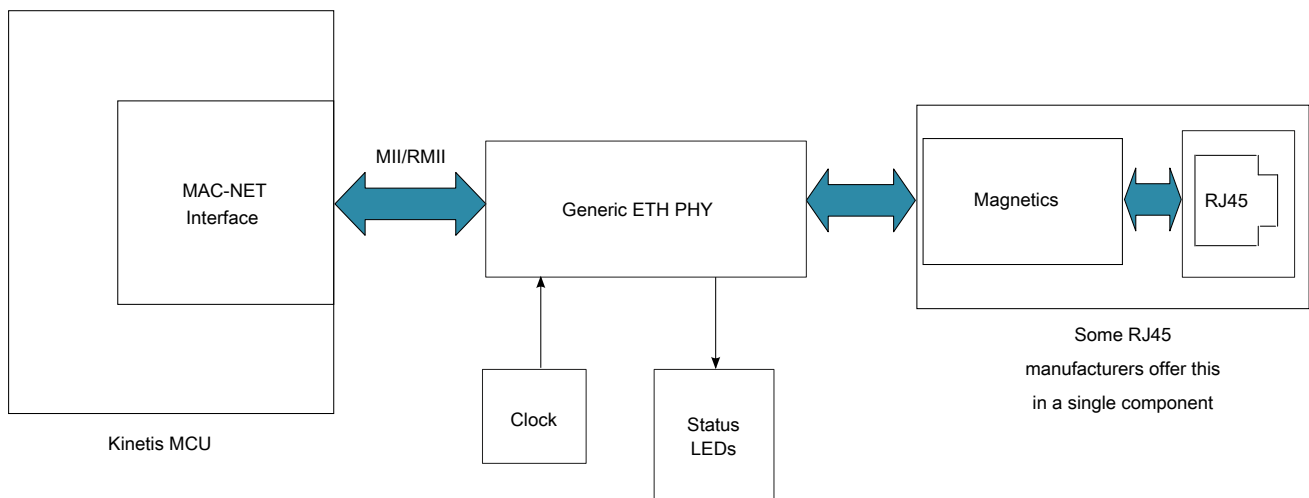 MAC-NET
Interface
Kinetis MCU
MII/RMII
Generic ETH PHY
Clock
Status
LEDs
Magnetics
RJ45
Some RJ45
manufacturers offer this
in a single component